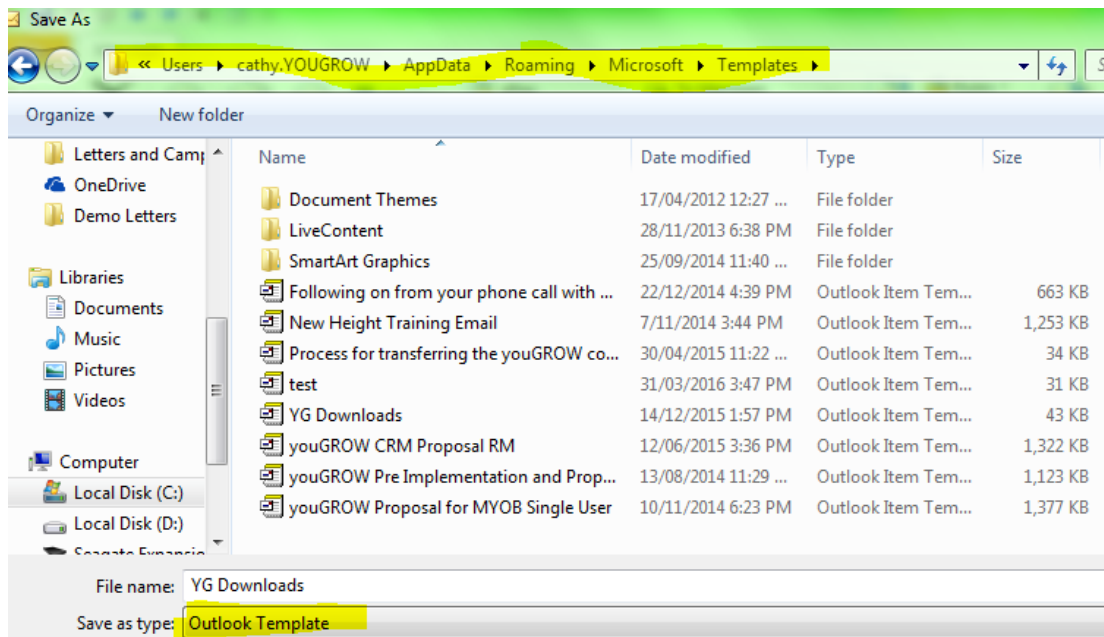 Save As
« Users ▸ cathy.YOUGROW ▸ AppData ▸ Roaming ▸ Microsoft ▸ Templates ▸
Organize ▾ New folder
Letters and Camp
OneDrive
Demo Letters
Libraries
Documents
Music
Pictures
Videos
Computer
Local Disk (C:)
Local Disk (D:)
Name Date modified Type Size
Document Themes 17/04/2012 12:27 ... File folder
LiveContent 28/11/2013 6:38 PM File folder
SmartArt Graphics 25/09/2014 11:40 ... File folder
Following on from your phone call with ... 22/12/2014 4:39 PM Outlook Item Tem... 663 KB
New Height Training Email 7/11/2014 3:44 PM Outlook Item Tem... 1,253 KB
Process for transferring the youGROW co... 30/04/2015 11:22 ... Outlook Item Tem... 34 KB
test 31/03/2016 3:47 PM Outlook Item Tem... 31 KB
YG Downloads 14/12/2015 1:57 PM Outlook Item Tem... 43 KB
youGROW CRM Proposal RM 12/06/2015 3:36 PM Outlook Item Tem... 1,322 KB
youGROW Pre Implementation and Prop... 13/08/2014 11:29 ... Outlook Item Tem... 1,123 KB
youGROW Proposal for MYOB Single User 10/11/2014 6:23 PM Outlook Item Tem... 1,377 KB
File name: YG Downloads
Save as type: Outlook Template